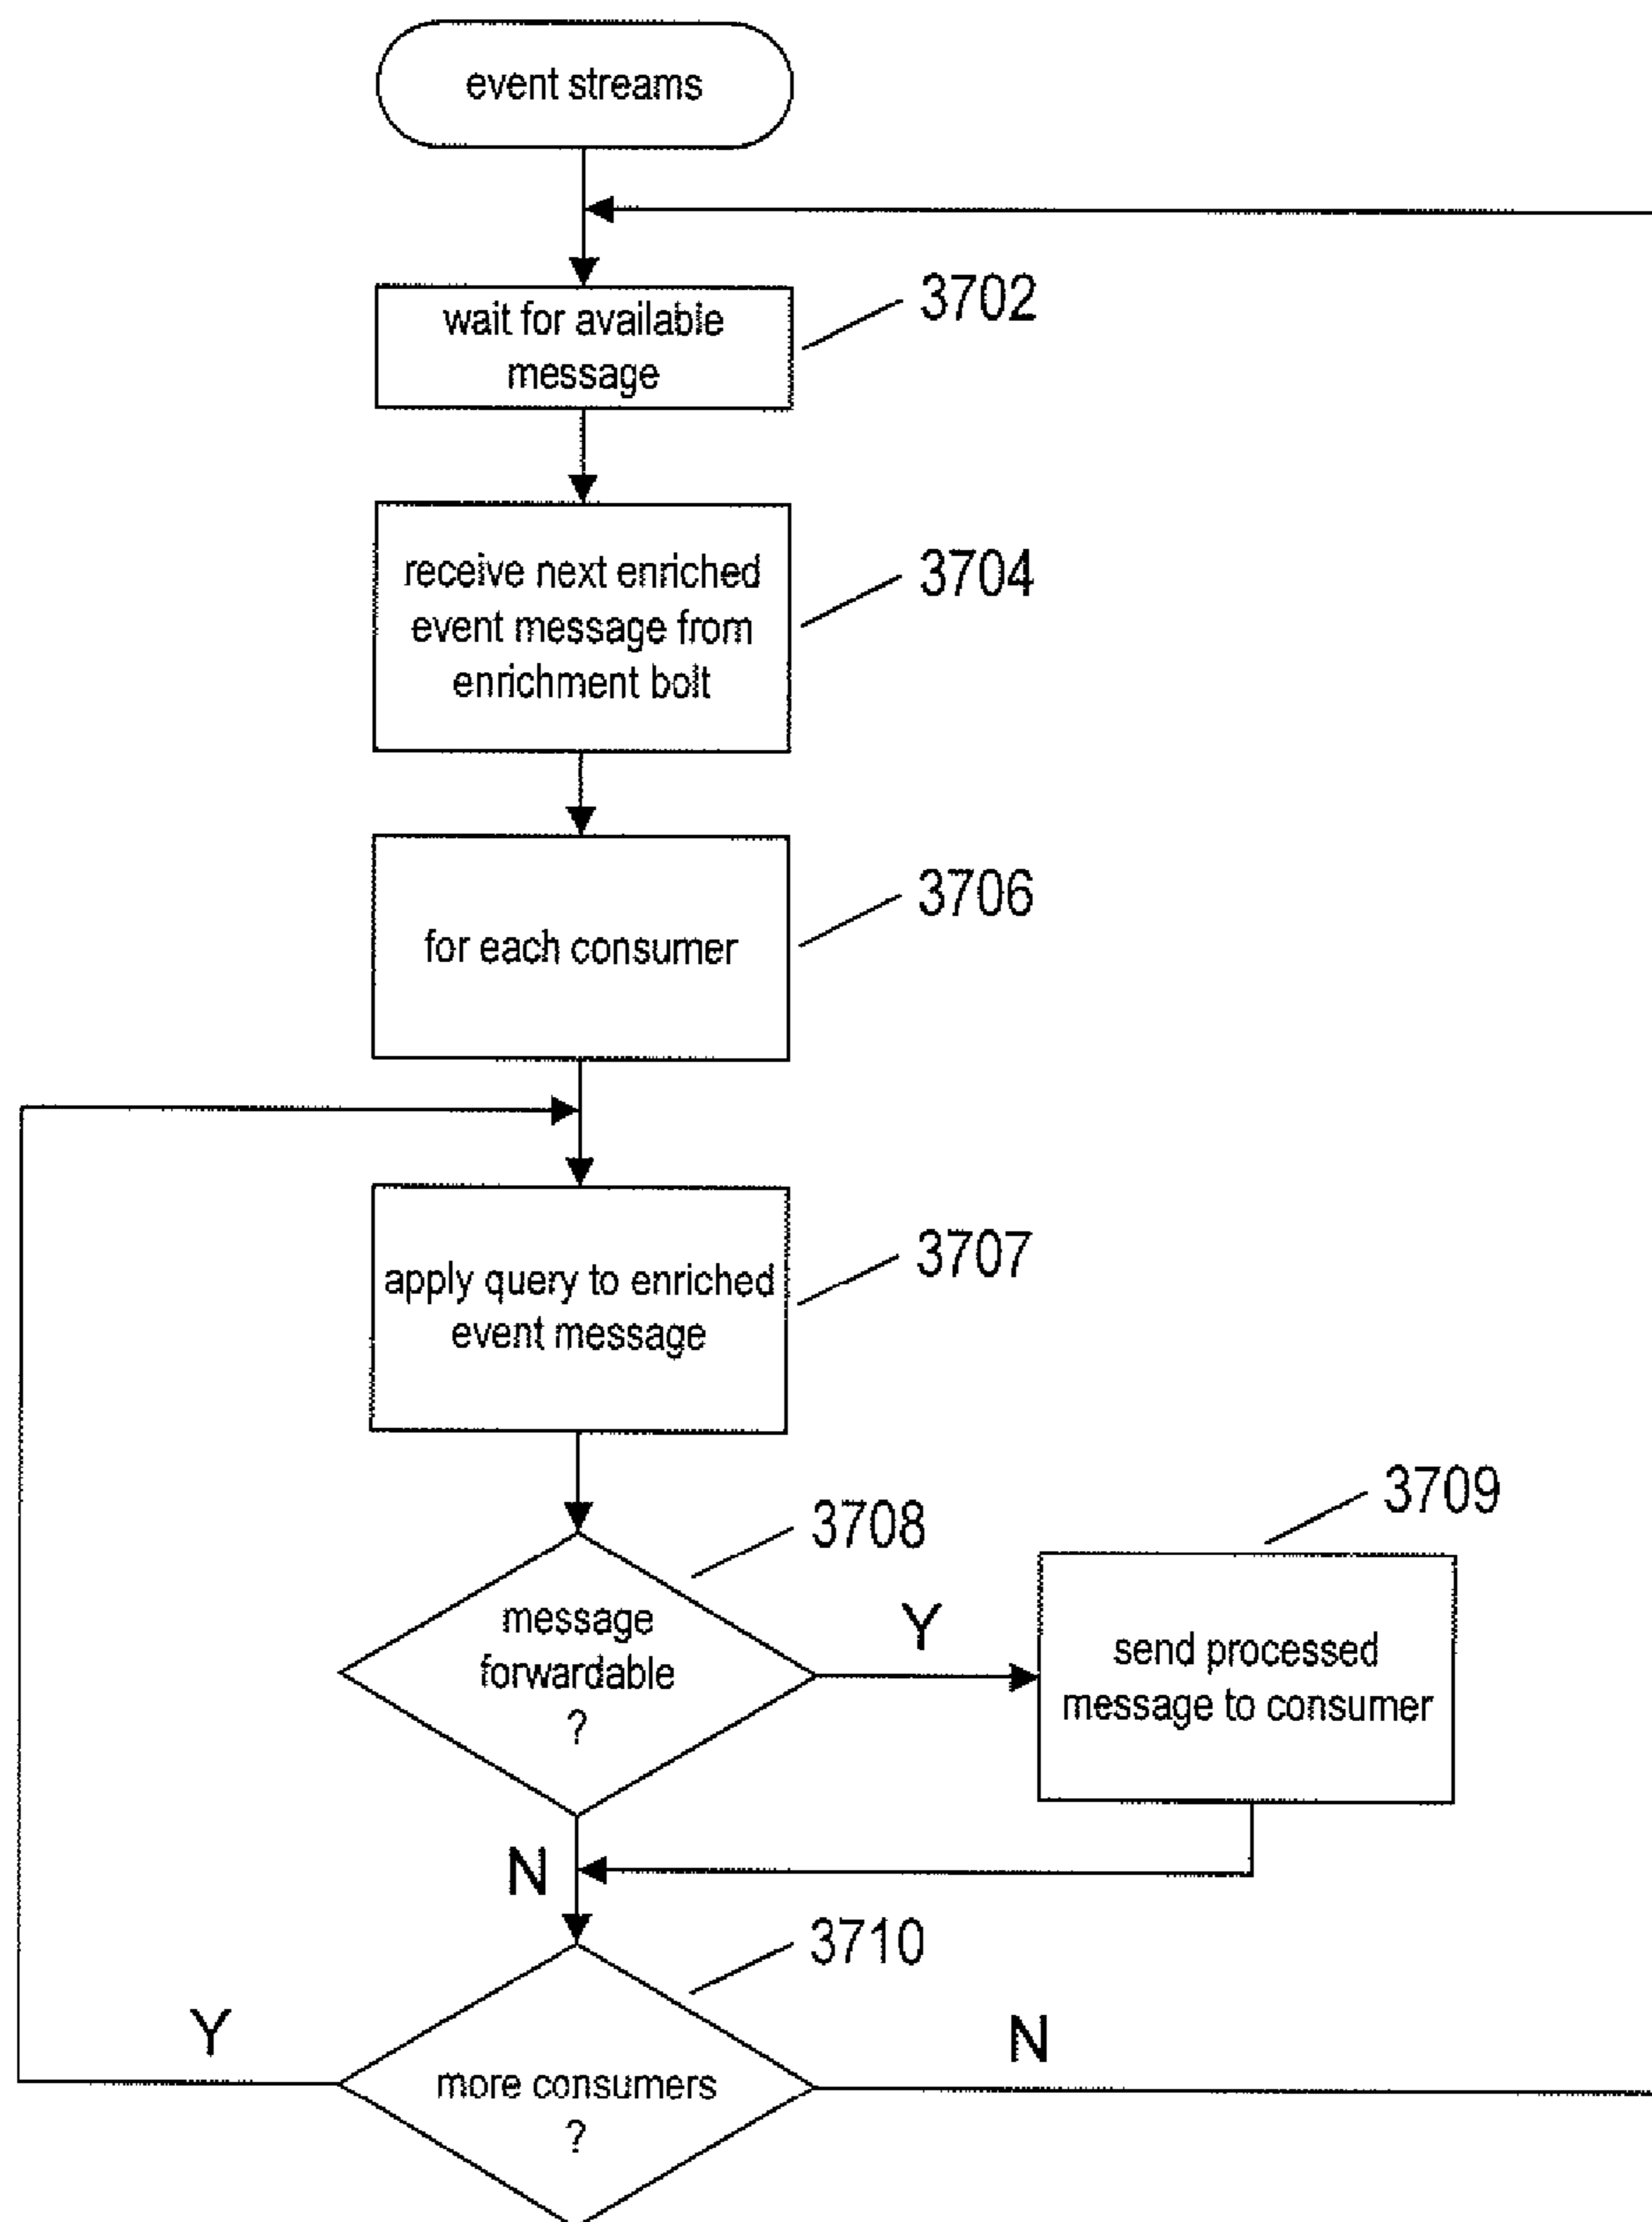 event streams
wait for available
message
3702
receive next enriched
event message from
enrichment bolt
3704
for each consumer
3706
apply query to enriched
event message
3707
message
forwardable
?
3708
Y
send processed
message to consumer
3709
N
more consumers
?
3710
Y
N